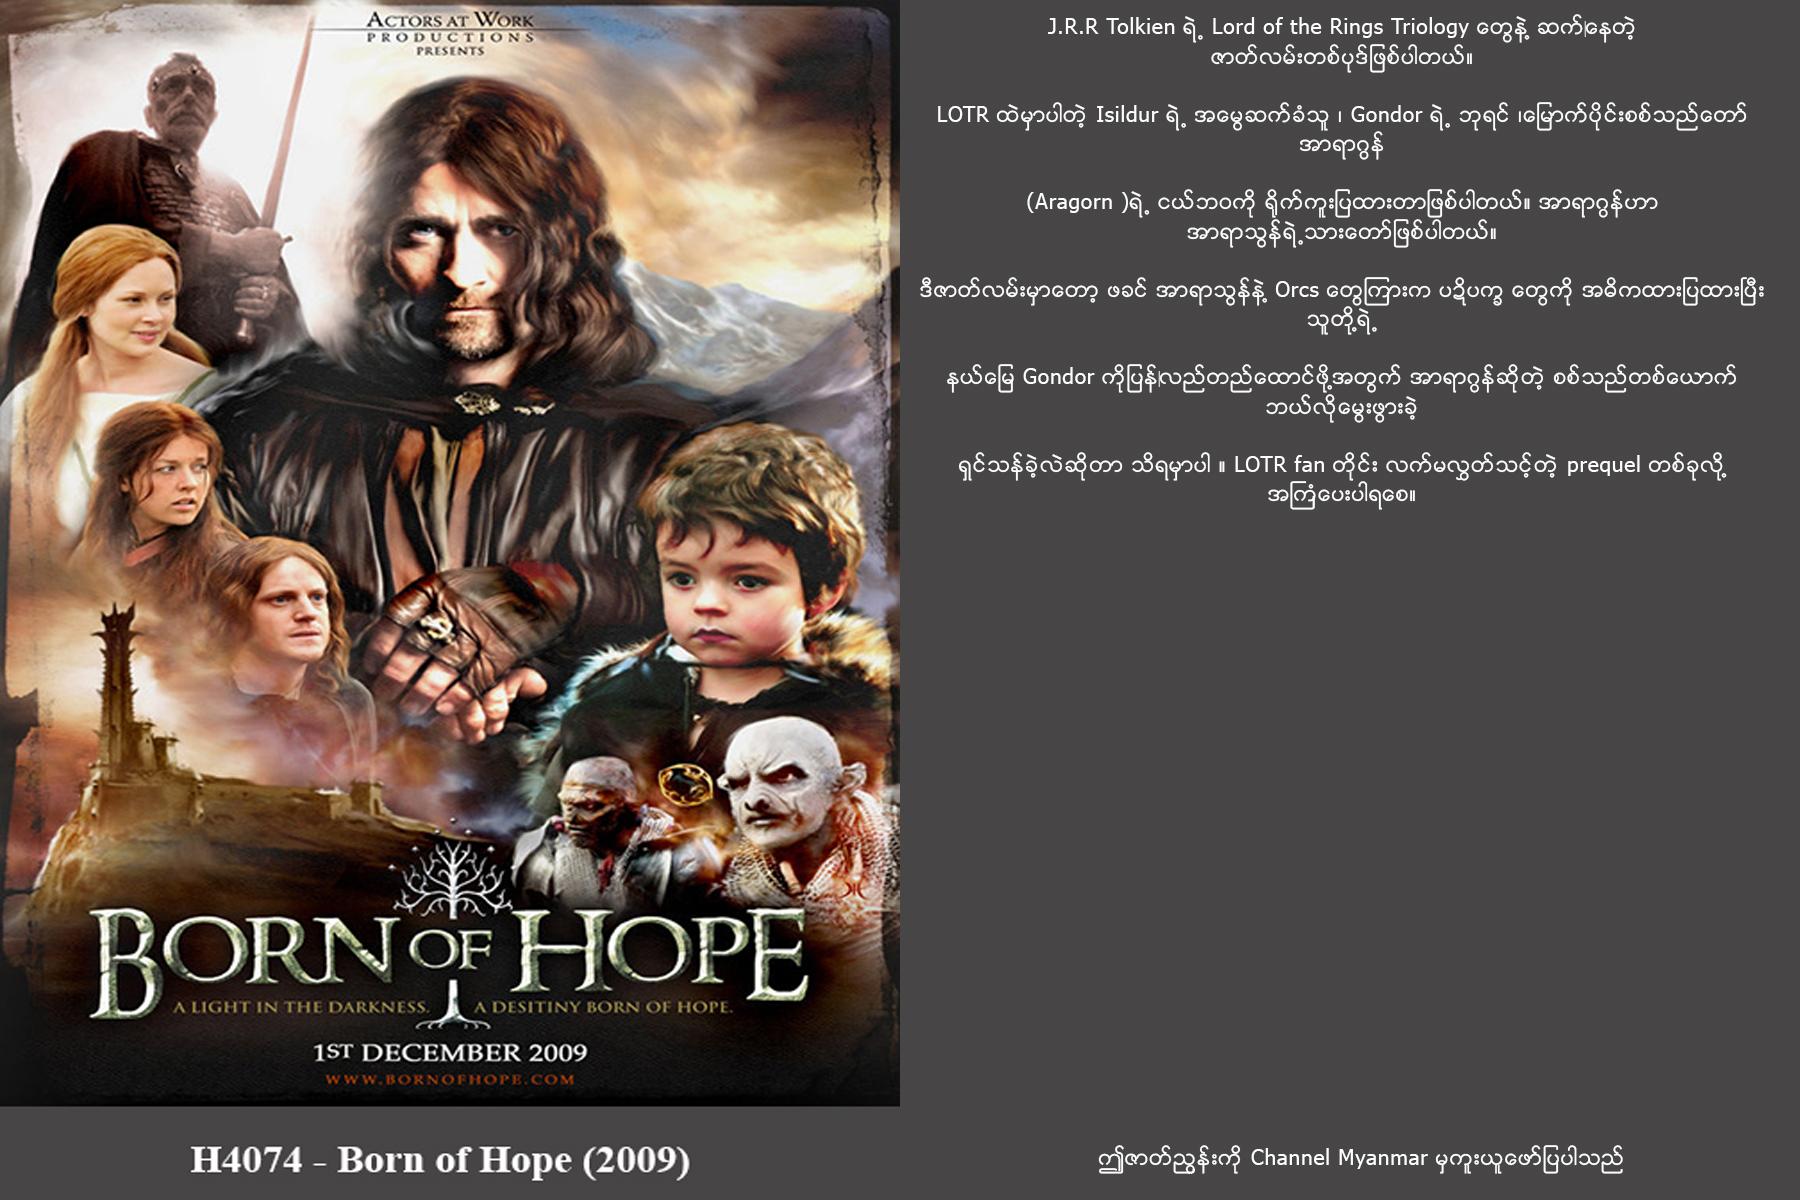 ACTORS AT WORK
PRODUCTIONS
PRESENTS
BORN OF HOPE
A LIGHT IN THE DARKNESS. A DESITINY BORN OF HOPE.
1ST DECEMBER 2009
WWW.BORNOFHOPE.COM
H4074 - Born of Hope (2009)
J.R.R Tolkien ရဲ့ Lord of the Rings Triology တွေနဲ့ ဆက်နေတဲ့
ဇာတ်လမ်းတစ်ပုဒ်ဖြစ်ပါတယ်။
LOTR ထဲမှာပါတဲ့ Isildur ရဲ့ အမွေဆက်ခံသူ ၊ Gondor ရဲ့ ဘုရင် ၊မြောက်ပိုင်းစစ်သည်တော်
အာရာဂွန်
(Aragorn )ရဲ့ ငယ်ဘဝကို ရိုက်ကူးပြထားတာဖြစ်ပါတယ်။ အာရာဂွန်ဟာ
အာရာသွန်ရဲ့သားတော်ဖြစ်ပါတယ်။
ဒီဇာတ်လမ်းမှာတော့ ဖခင် အာရာသွန်နဲ့ Orcs တွေကြားက ပဋိပက္ခ တွေကို အဓိကထားပြထားပြီး
သူတို့ရဲ့
နယ်မြေ Gondor ကိုပြန်လည်တည်ထောင်ဖို့အတွက် အာရာဂွန်ဆိုတဲ့ စစ်သည်တစ်ယောက်
ဘယ်လိုမွေးဖွားခဲ့
ရှင်သန်ခဲ့လဲဆိုတာ သိရမှာပါ ။ LOTR fan တိုင်း လက်မလွှတ်သင့်တဲ့ prequel တစ်ခုလို့
အကြံပေးပါရစေ။
ဤဇာတ်ညွှန်းကို Channel Myanmar မှကူးယူဖော်ပြပါသည်